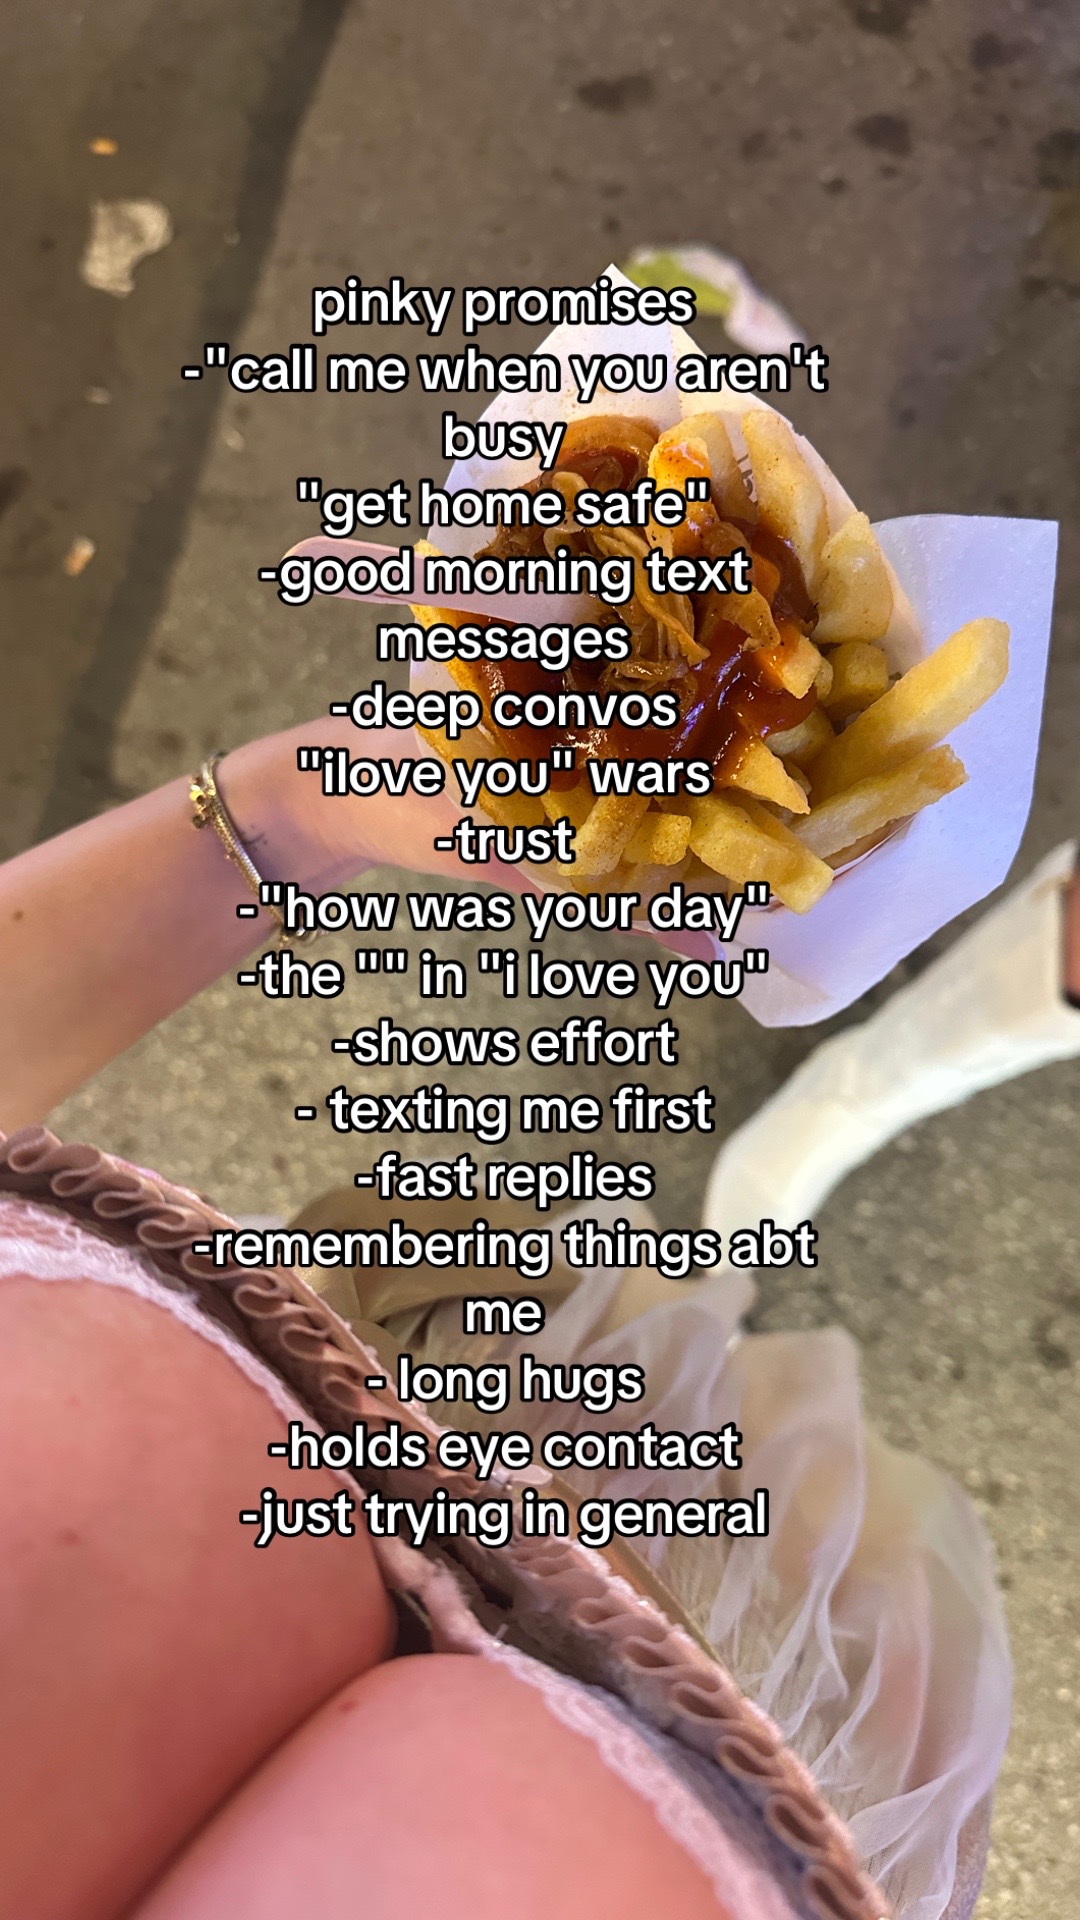 pinky promises
-"call me when you aren't
busy
"get home safe"
-good morning text
messages
-deep convos
"ilove you" wars
-trust
-"how was your day"
-the "" in "i love you"
-shows effort
- texting me first
-fast replies
-remembering things abt
me
- long hugs
-holds eye contact
-just trying in general